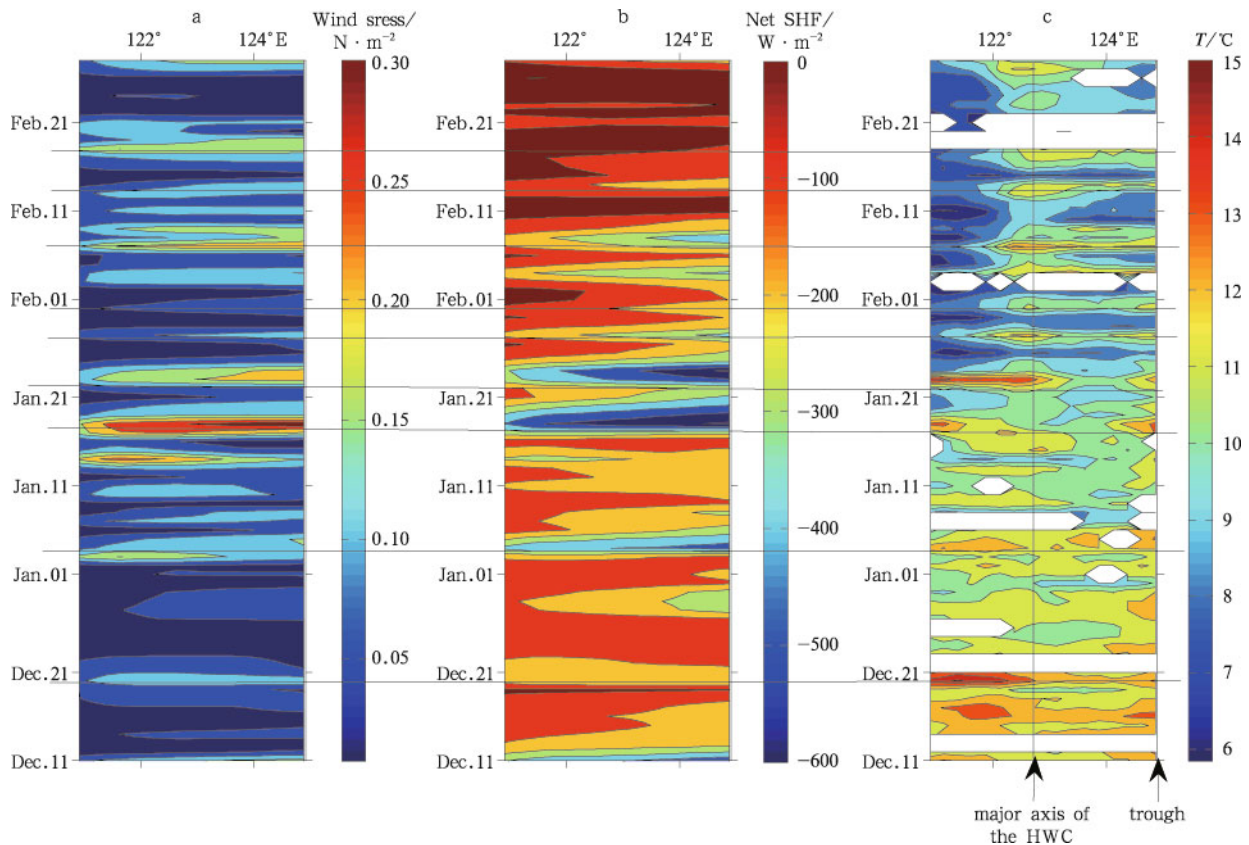 a
Wind sress/
N · m⁻²
122°
124°E
0.30
0.25
0.20
0.15
0.10
0.05
Feb.21
Feb.11
Feb.01
Jan.21
Jan.11
Jan.01
Dec.21
Dec.11
b
Net SHF/
W · m⁻²
122°
124°E
0
−100
−200
−300
−400
−500
−600
Feb.21
Feb.11
Feb.01
Jan.21
Jan.11
Jan.01
Dec.21
Dec.11
c
122°
124°E
T/℃
15
14
13
12
11
10
9
8
7
6
Feb.21
Feb.11
Feb.01
Jan.21
Jan.11
Jan.01
Dec.21
Dec.11
major axis of
the HWC
trough